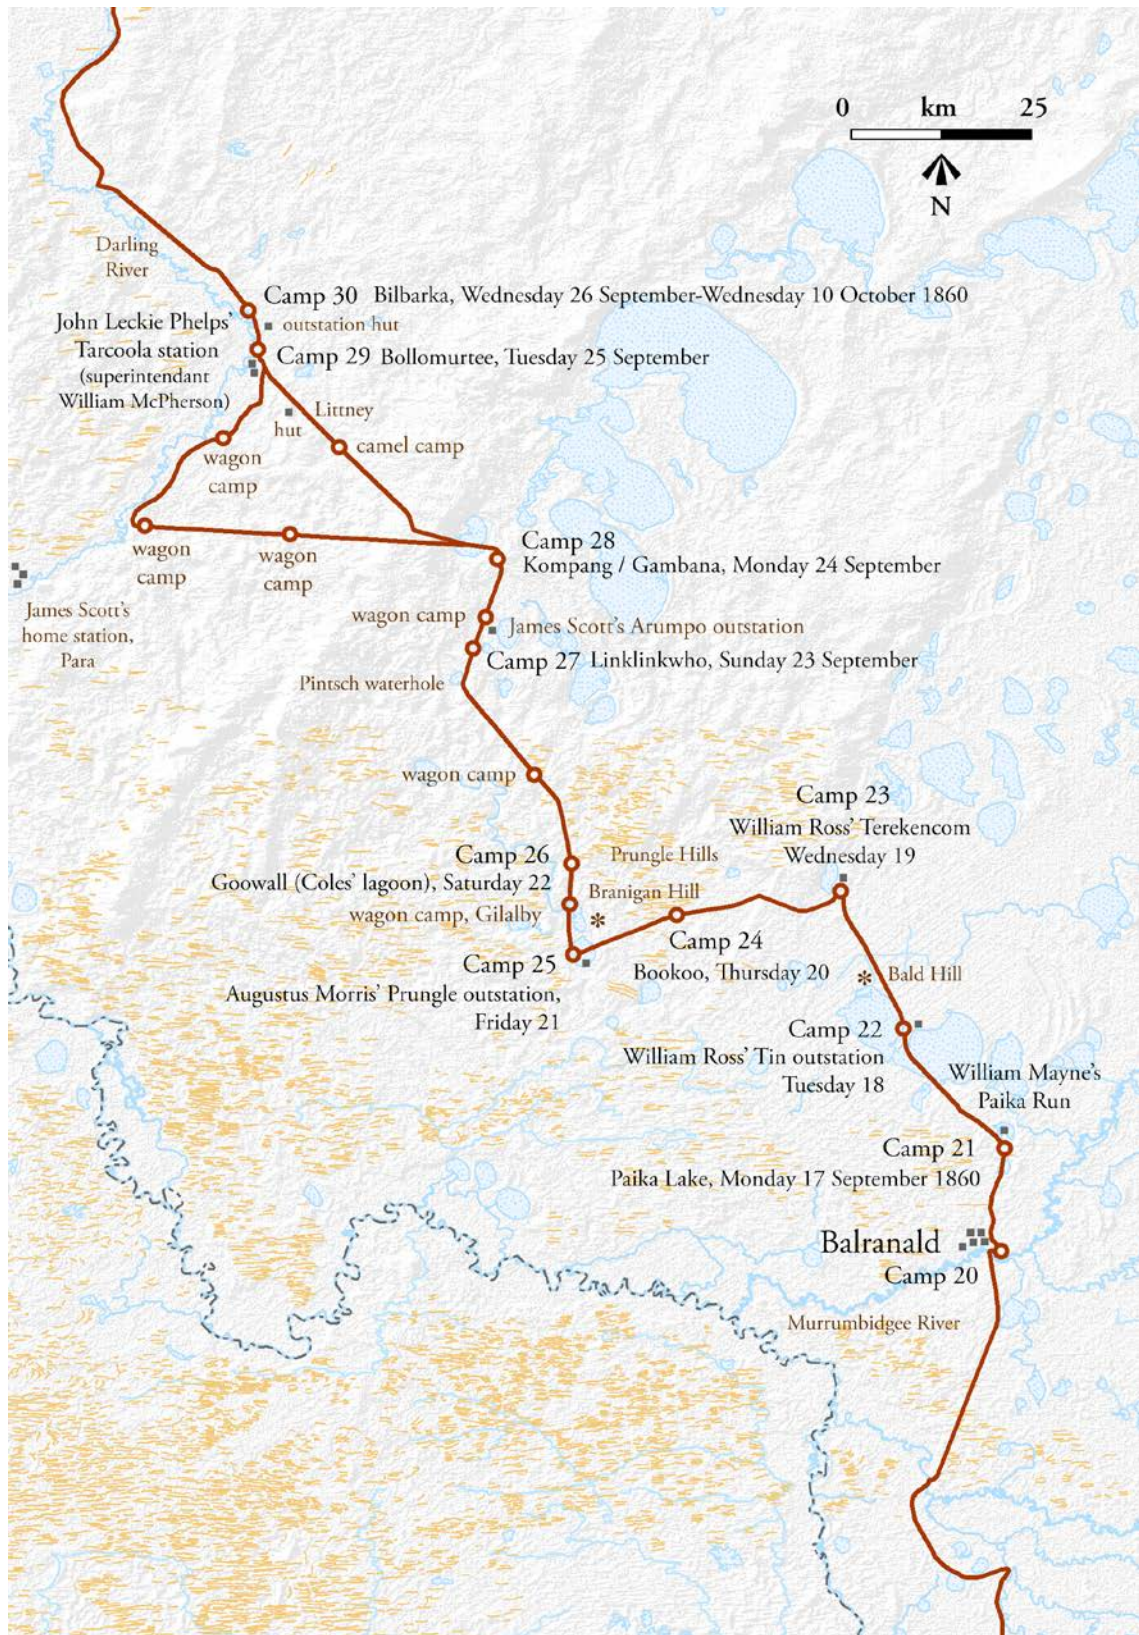 0 km 25
N
Darling
River
Camp 30 Bilbarka, Wednesday 26 September-Wednesday 10 October 1860
outstation hut
John Leckie Phelps'
Tarcoola station
(superintendant
William McPherson)
Camp 29 Bollomurtee, Tuesday 25 September
Littney
hut
camel camp
wagon
camp
wagon
camp
wagon
camp
Camp 28
Kompang / Gambana, Monday 24 September
James Scott's
home station,
Para
wagon camp
James Scott's Arumpo outstation
Camp 27 Linklinkwho, Sunday 23 September
Pintsch waterhole
wagon camp
Camp 23
William Ross' Terekencom
Wednesday 19
Camp 26
Goowall (Coles' lagoon), Saturday 22
Prungle Hills
Branigan Hill
wagon camp, Gilalby
*
Camp 24
Bookoo, Thursday 20
Camp 25
Augustus Morris' Prungle outstation,
Friday 21
* Bald Hill
Camp 22
William Ross' Tin outstation
Tuesday 18
William Mayne's
Paika Run
Camp 21
Paika Lake, Monday 17 September 1860
Balranald
Camp 20
Murrumbidgee River